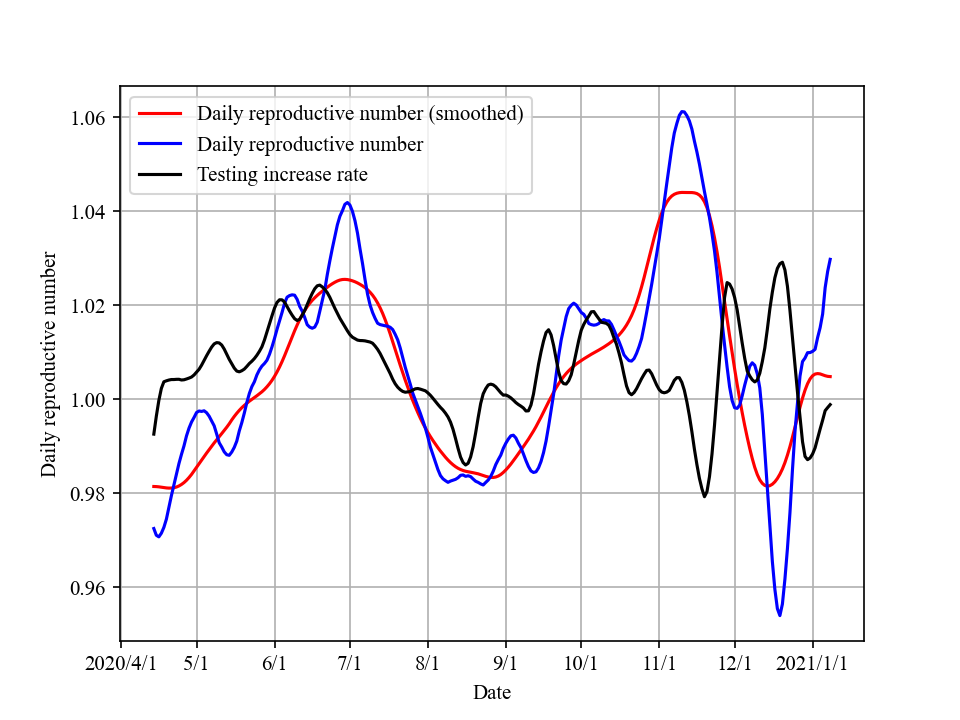 Daily reproductive number (smoothed)
Daily reproductive number
Testing increase rate
Daily reproductive number
1.06
1.04
1.02
1.00
0.98
0.96
2020/4/1 5/1 6/1 7/1 8/1 9/1 10/1 11/1 12/1 2021/1/1
Date